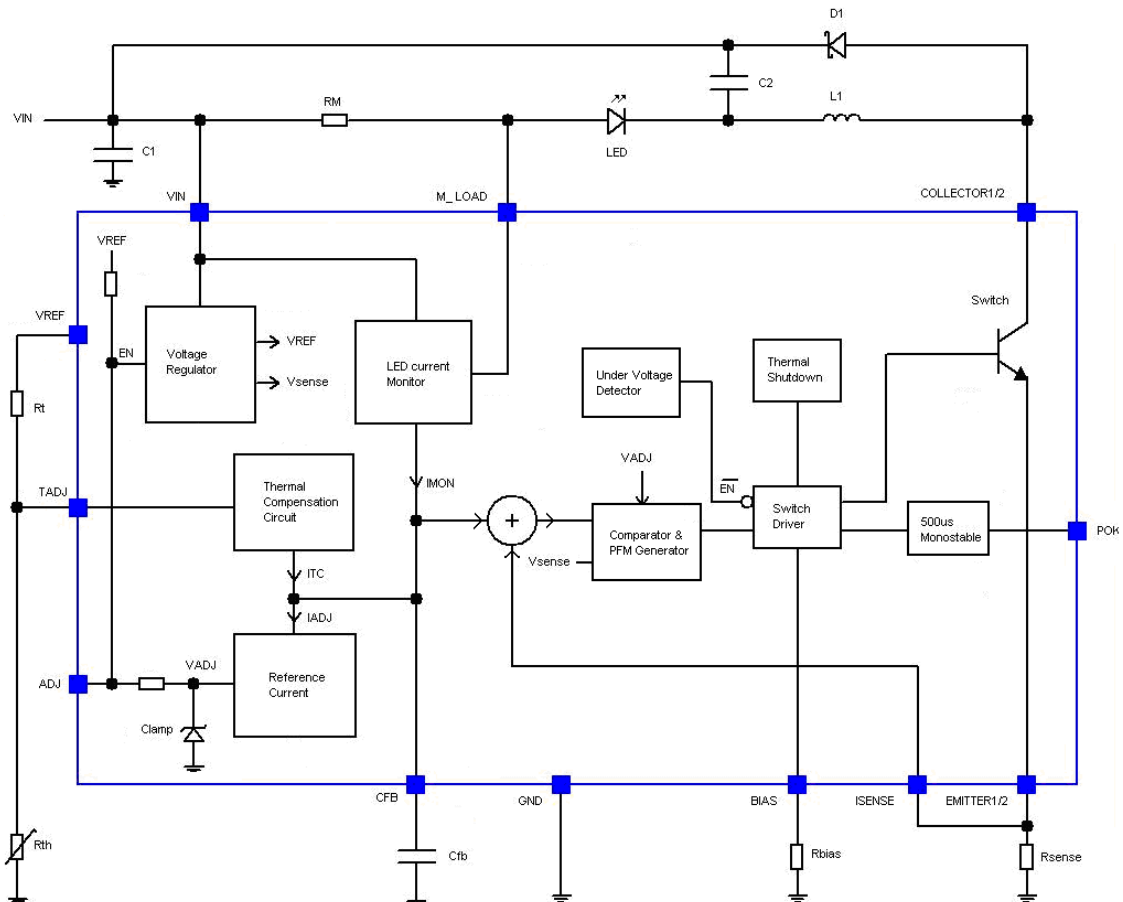 D1
C2
RM
L1
VIN
C1
LED
VIN
M_ LOAD
COLLECTOR1/2
VREF
Switch
VREF
EN
Voltage
Regulator
VREF
Vsense
LED current
Monitor
Under Voltage
Detector
Thermal
Shutdown
Rt
TADJ
Thermal
Compensation
Circuit
IMON
VADJ
EN
Switch
Driver
500us
Monostable
POK
+
Comparator &
PFM Generator
Vsense
ITC
IADJ
ADJ
VADJ
Reference
Current
Clamp
CFB
GND
BIAS
ISENSE
EMITTER1/2
Rth
Cfb
Rbias
Rsense